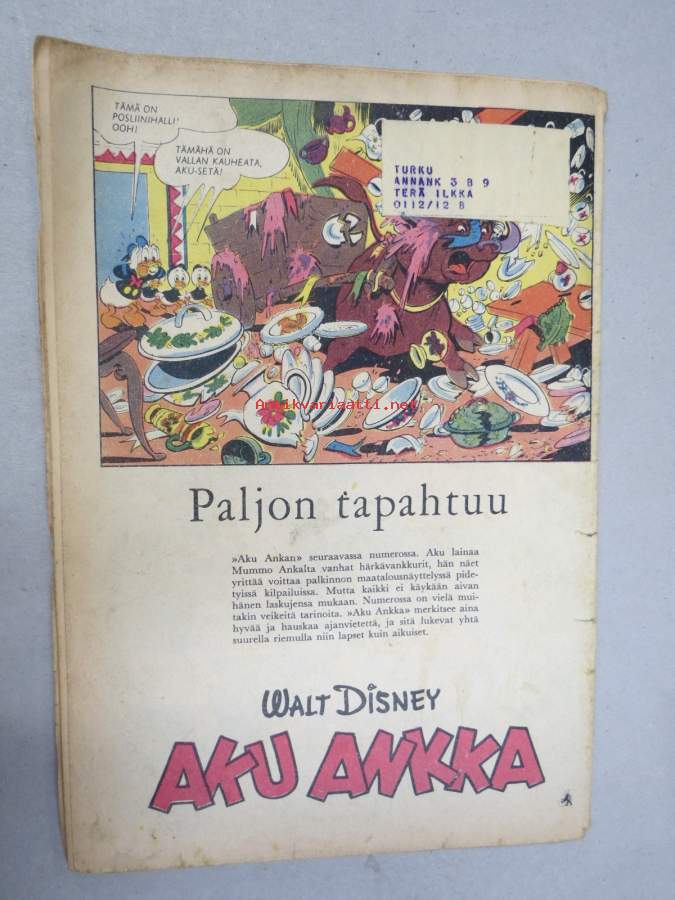 TÄMÄ ON
POSLIINIHALLI!
OOH!
TÄMÄHÄ ON
VALLAN KAUHEATA,
AKU-SETÄ!
TURKU
ANNANK 3 B 9
TERÄ ILKKA
0112/12 8
Antikvariaatti.net
Paljon tapahtuu
»Aku Ankan» seuraavassa numerossa. Aku lainaa
Mummo Ankalta vanhat härkävankkurit, hän näet
yrittää voittaa palkinnon maatalousnäyttelyssä pide-
tyissä kilpailuissa. Mutta kaikki ei käykään aivan
hänen laskujensa mukaan. Numerossa on vielä mui-
takin veikeitä tarinoita. »Aku Ankka» merkitsee aina
hyvää ja hauskaa ajanvietettä, ja sitä lukevat yhtä
suurella riemulla niin lapset kuin aikuiset.
WALT DISNEY
AKU ANKKA